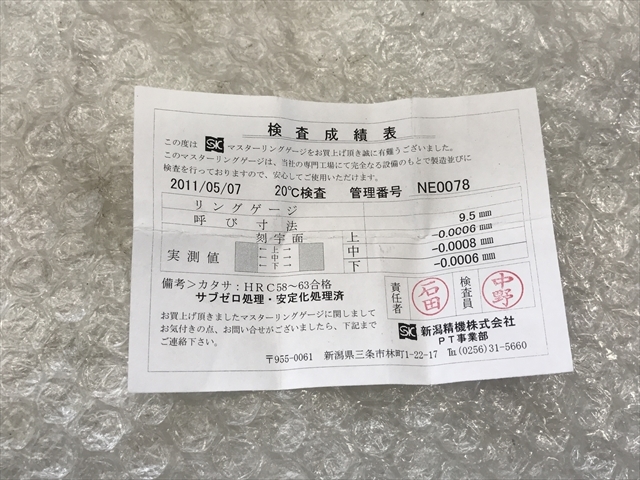 検査成績表
この度は SK マスターリングゲージをお買上げ頂き誠に有難うございました。
このマスターリングゲージは、当社の専門工場にて完全なる設備のもとで製造並びに
検査を行っておりますので、安心してご使用いただけます。
2011/05/07 20℃検査 管理番号 NE0078
リングゲージ
呼び寸法 9.5 mm
刻字面
実測値
←上→ 上 -0.0006 mm
←中→ 中 -0.0008 mm
←下→ 下 -0.0006 mm
備考>カタサ:HRC58~63合格
サブゼロ処理・安定化処理済
責任者 石田 検査員 中野
お買上げ頂きましたマスターリングゲージに関しまして
お気付きの点、お問い合せがございましたら、下記まで
ご連絡下さい。
SK 新潟精機株式会社
PT事業部
〒955-0061 新潟県三条市林町1-22-17 ℡(0256)31-5660